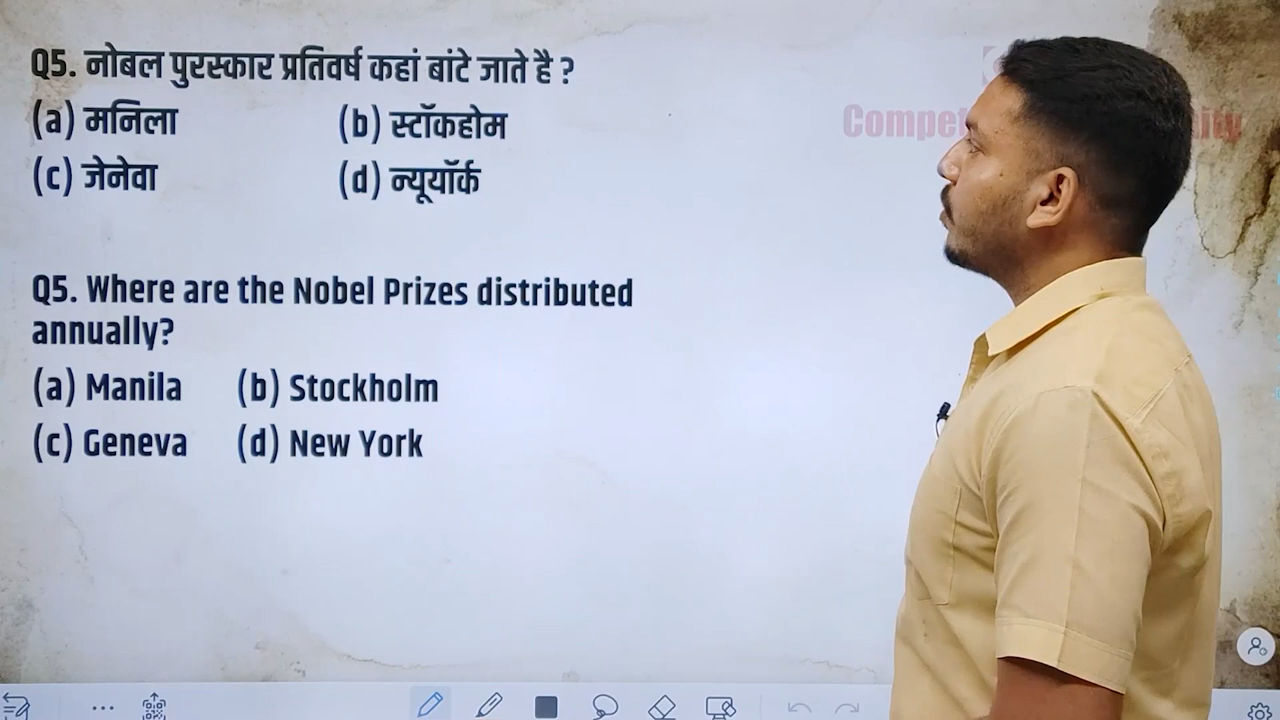 Q5. नोबल पुरस्कार प्रतिवर्ष कहां बांटे जाते है ?
(a) मनिला (b) स्टॉकहोम
(c) जेनेवा (d) न्यूयॉर्क
Q5. Where are the Nobel Prizes distributed
annually?
(a) Manila (b) Stockholm
(c) Geneva (d) New York